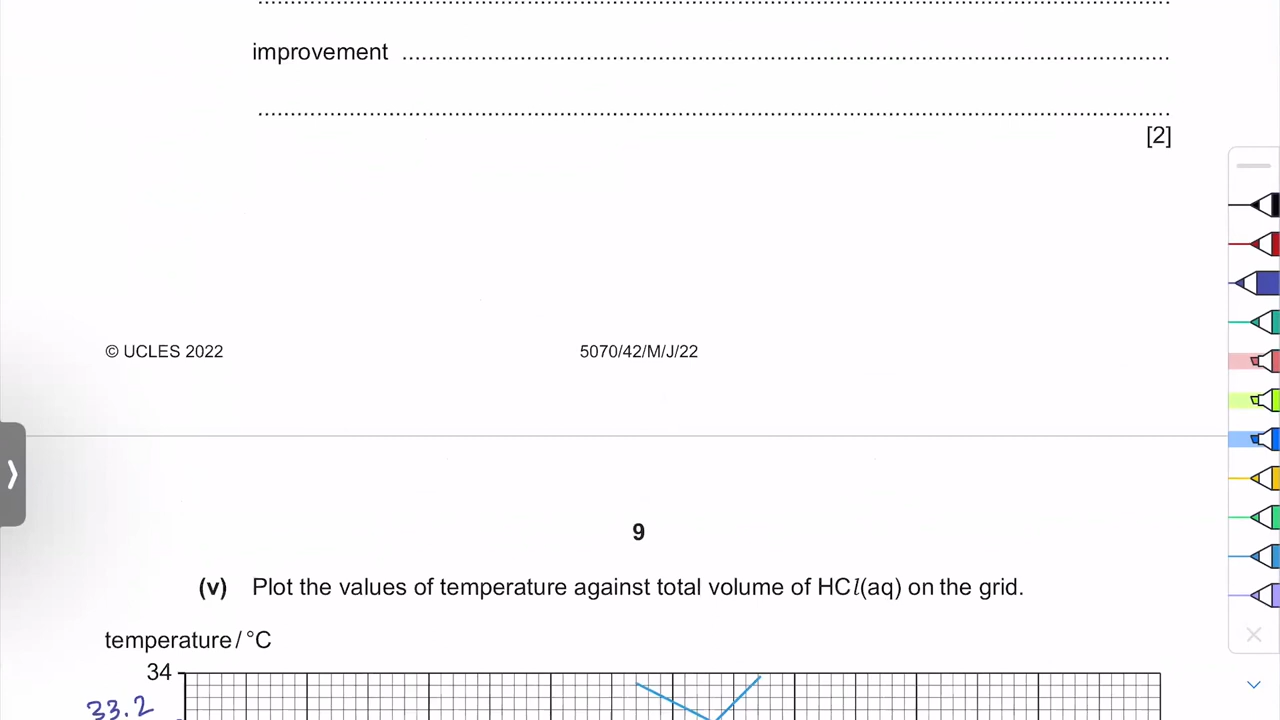 improvement
[2]
© UCLES 2022
5070/42/M/J/22
9
(v) Plot the values of temperature against total volume of HCl(aq) on the grid.
temperature / °C
34
33.2